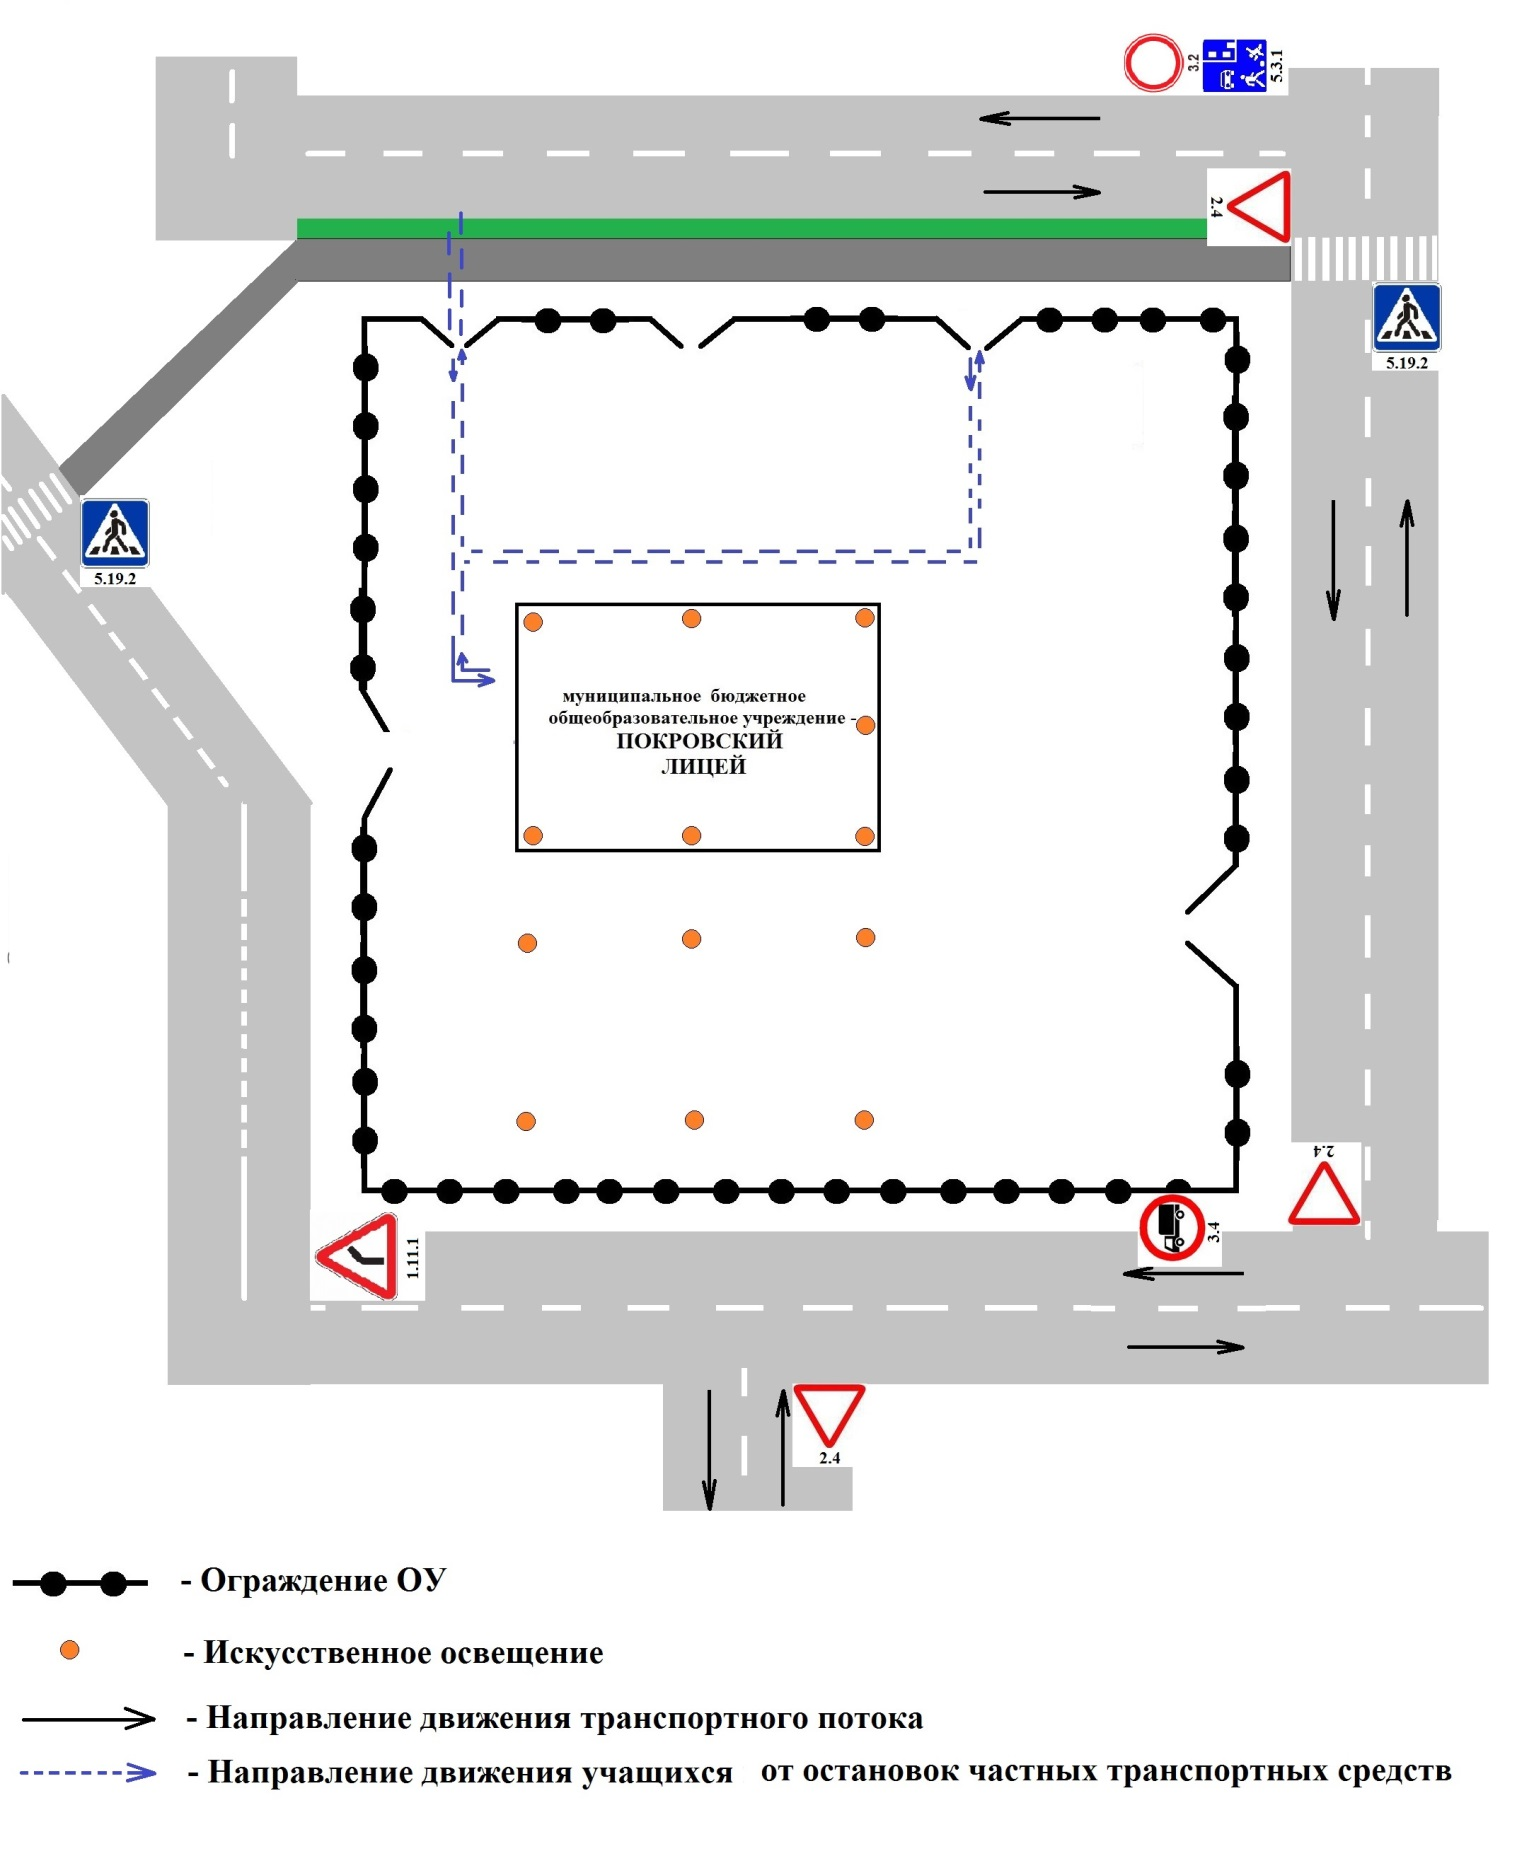 3.2
5.3.1
2.4
5.19.2
5.19.2
муниципальное бюджетное
общеобразовательное учреждение -
ПОКРОВСКИЙ
ЛИЦЕЙ
2.4
3.4
1.11.1
2.4
- Ограждение ОУ
- Искусственное освещение
- Направление движения транспортного потока
- Направление движения учащихся от остановок частных транспортных средств